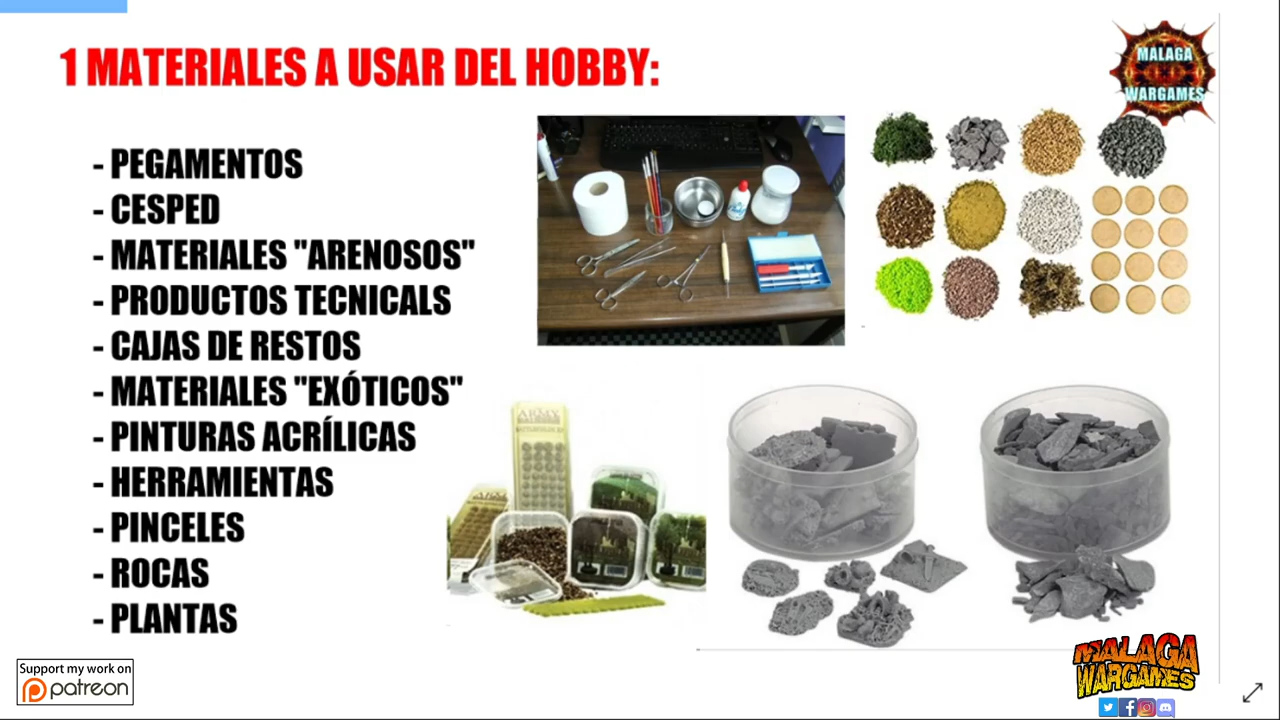 1 MATERIALES A USAR DEL HOBBY:
MALAGA
WARGAMES
- PEGAMENTOS
- CESPED
- MATERIALES "ARENOSOS"
- PRODUCTOS TECNICALS
- CAJAS DE RESTOS
- MATERIALES "EXÓTICOS"
- PINTURAS ACRÍLICAS
- HERRAMIENTAS
- PINCELES
- ROCAS
- PLANTAS
ARMY
Support my work on
patreon
MALAGA
WARGAMES